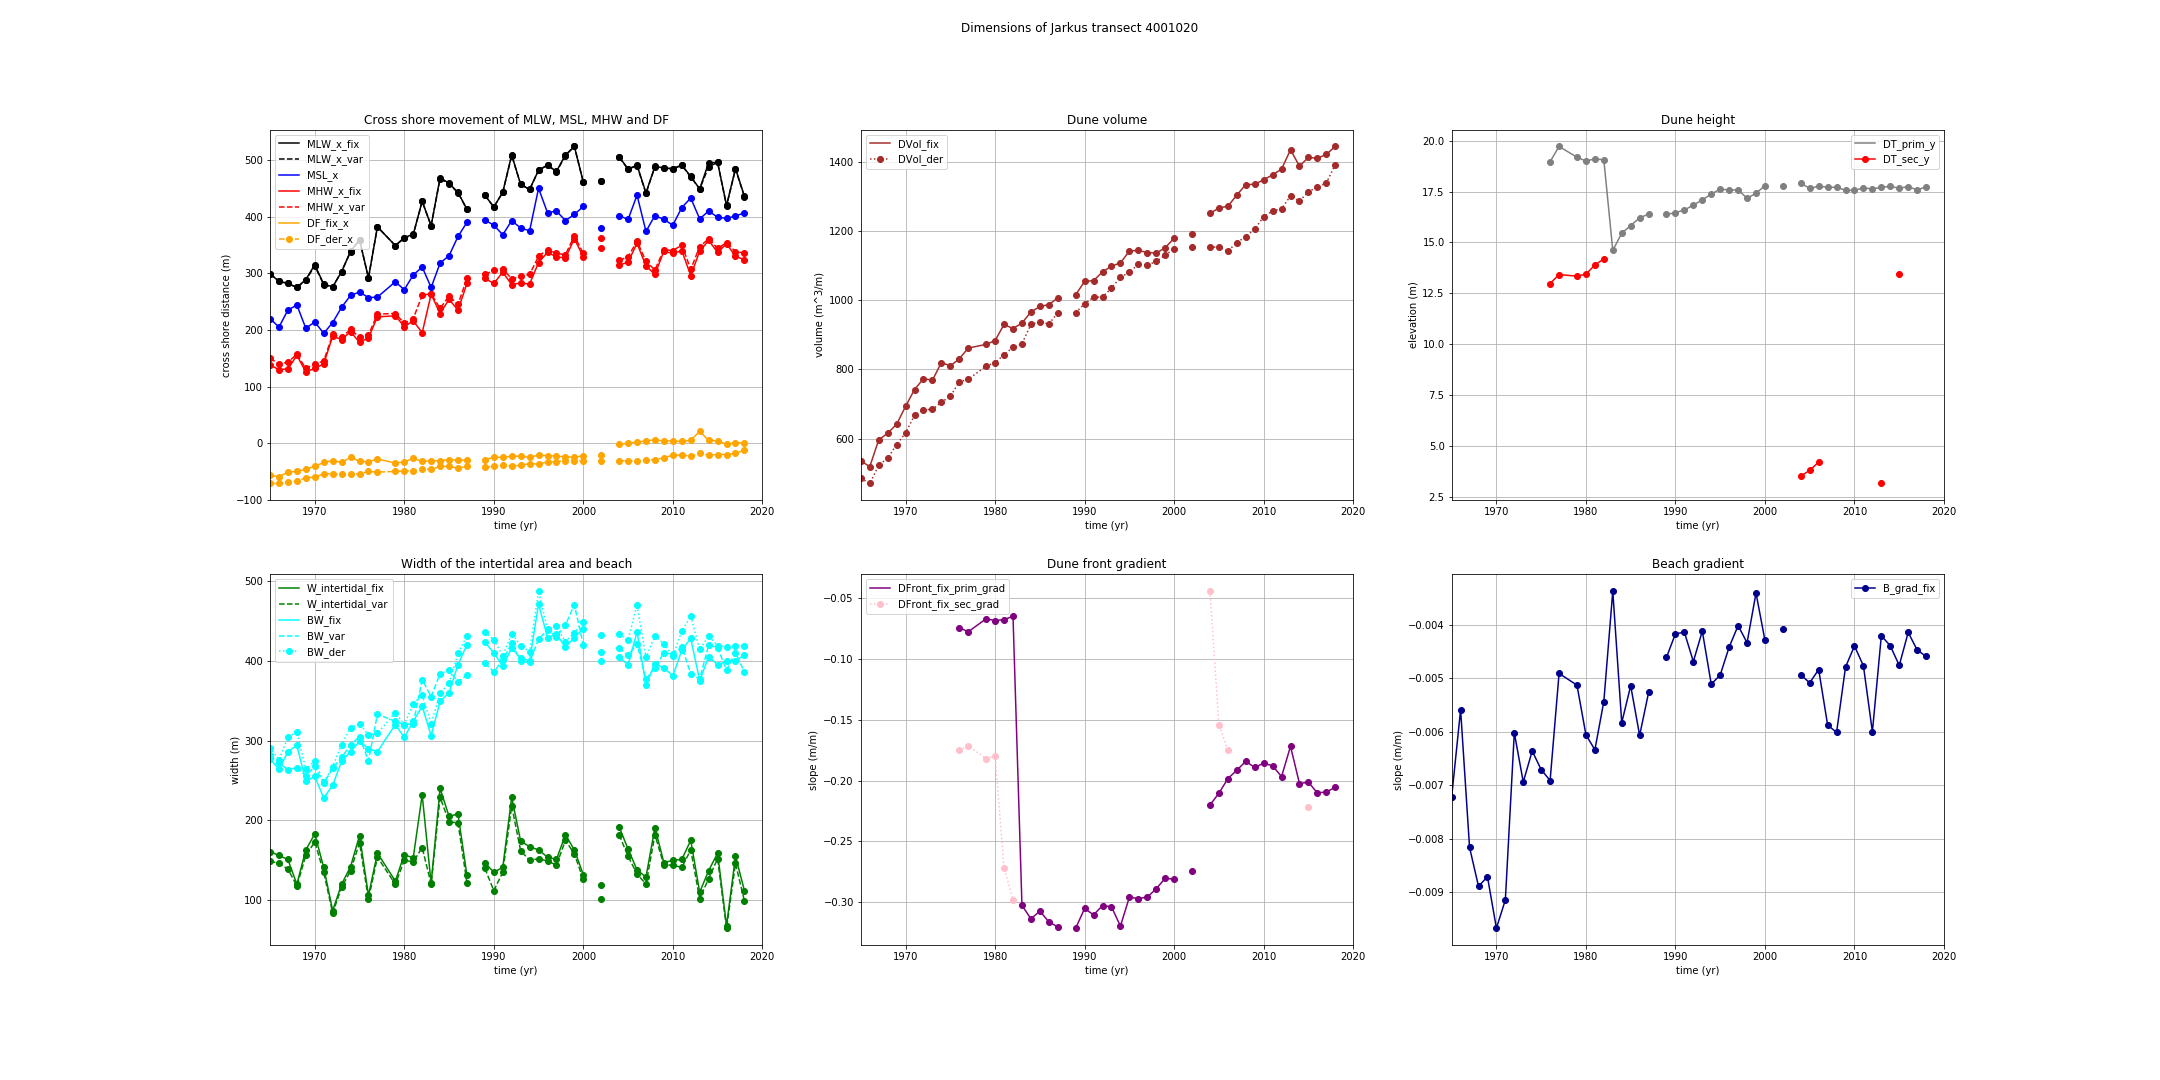 Dimensions of Jarkus transect 4001020
Cross shore movement of MLW, MSL, MHW and DF
MLW_x_fix
MLW_x_var
MSL_x
MHW_x_fix
MHW_x_var
DF_fix_x
DF_der_x
500
400
300
200
100
0
−100
cross shore distance (m)
1970 1980 1990 2000 2010 2020
time (yr)
Dune volume
DVol_fix
DVol_der
1400
1200
1000
800
600
volume (m^3/m)
1970 1980 1990 2000 2010 2020
time (yr)
Dune height
DT_prim_y
DT_sec_y
20.0
17.5
15.0
12.5
10.0
7.5
5.0
2.5
elevation (m)
1970 1980 1990 2000 2010 2020
time (yr)
Width of the intertidal area and beach
W_intertidal_fix
W_intertidal_var
BW_fix
BW_var
BW_der
500
400
300
200
100
width (m)
1970 1980 1990 2000 2010 2020
time (yr)
Dune front gradient
DFront_fix_prim_grad
DFront_fix_sec_grad
−0.05
−0.10
−0.15
−0.20
−0.25
−0.30
slope (m/m)
1970 1980 1990 2000 2010 2020
time (yr)
Beach gradient
B_grad_fix
−0.004
−0.005
−0.006
−0.007
−0.008
−0.009
slope (m/m)
1970 1980 1990 2000 2010 2020
time (yr)